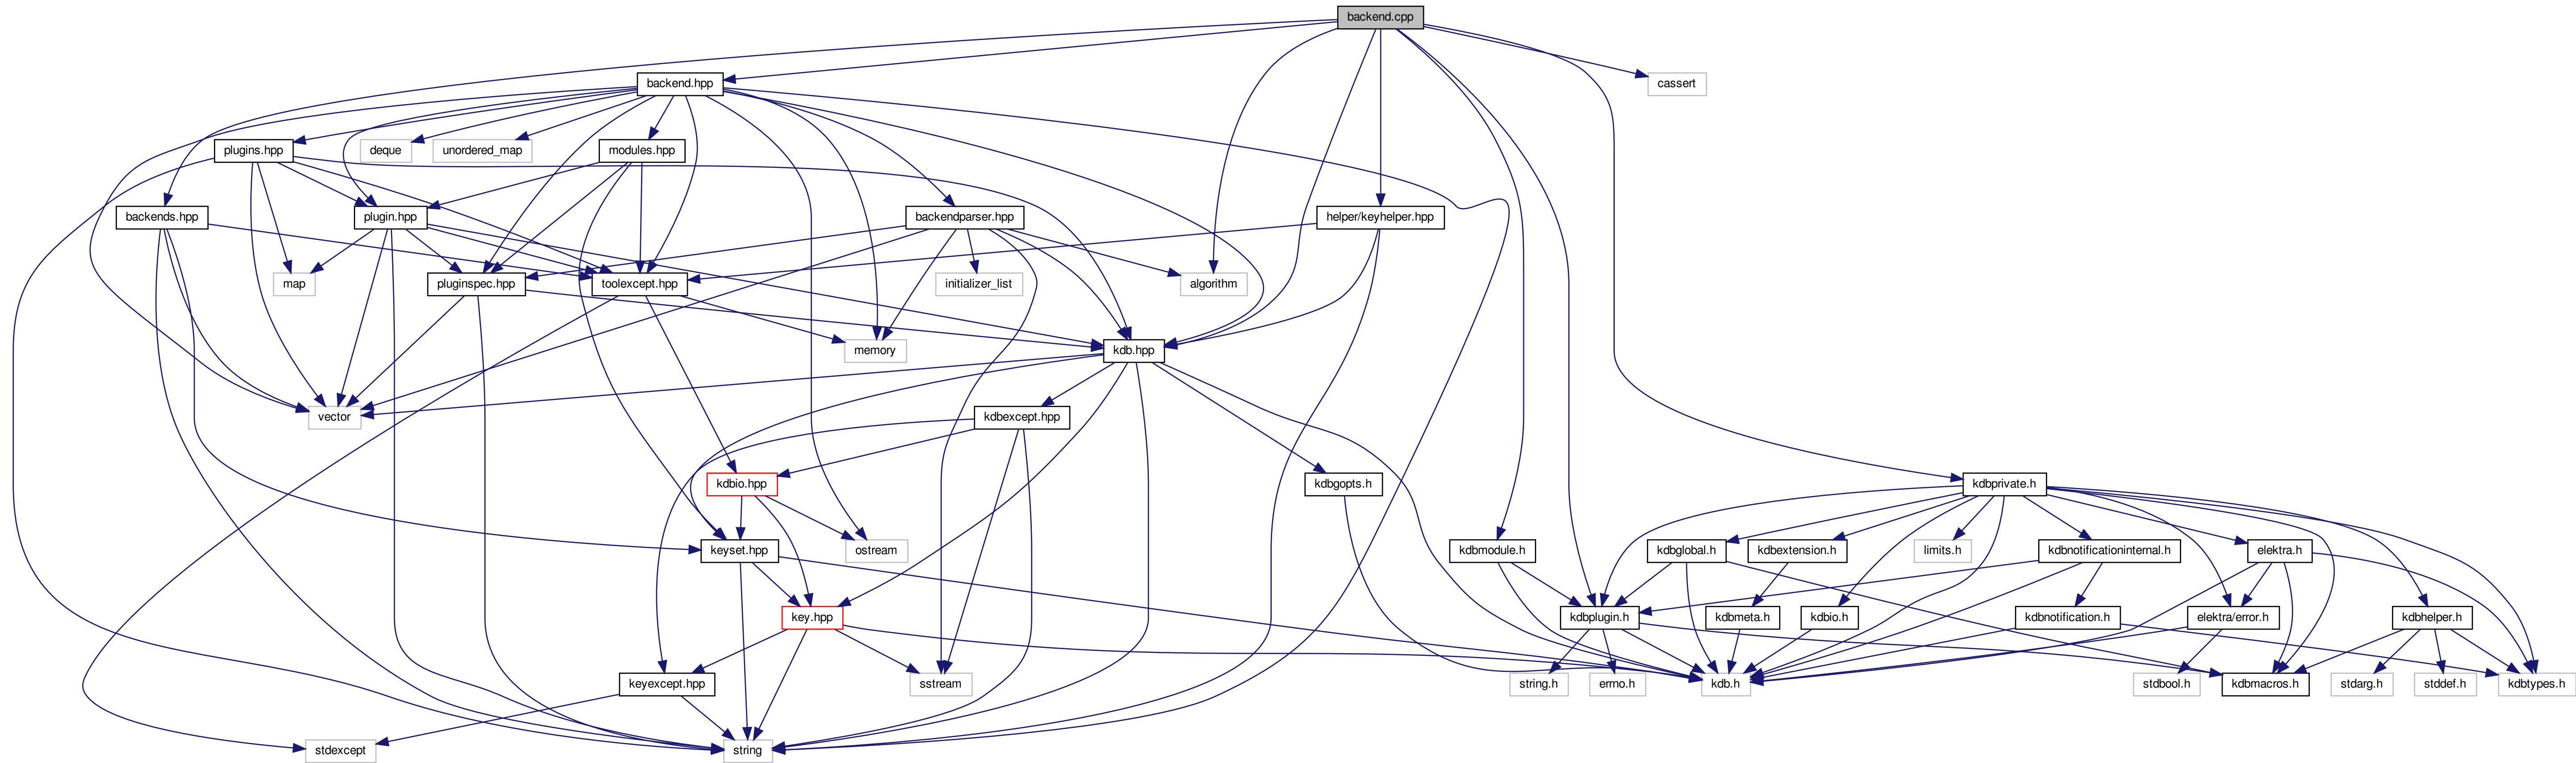 backend.cpp
backend.hpp
cassert
plugins.hpp
deque
unordered_map
modules.hpp
backends.hpp
plugin.hpp
backendparser.hpp
helper/keyhelper.hpp
map
pluginspec.hpp
toolexcept.hpp
initializer_list
algorithm
memory
kdb.hpp
vector
kdbexcept.hpp
kdbio.hpp
kdbgopts.h
kdbprivate.h
keyset.hpp
ostream
kdbmodule.h
kdbglobal.h
kdbextension.h
limits.h
kdbnotificationinternal.h
elektra.h
key.hpp
kdbplugin.h
kdbmeta.h
kdbio.h
kdbnotification.h
elektra/error.h
kdbhelper.h
keyexcept.hpp
sstream
string.h
errno.h
kdb.h
stdbool.h
kdbmacros.h
stdarg.h
stddef.h
kdbtypes.h
stdexcept
string